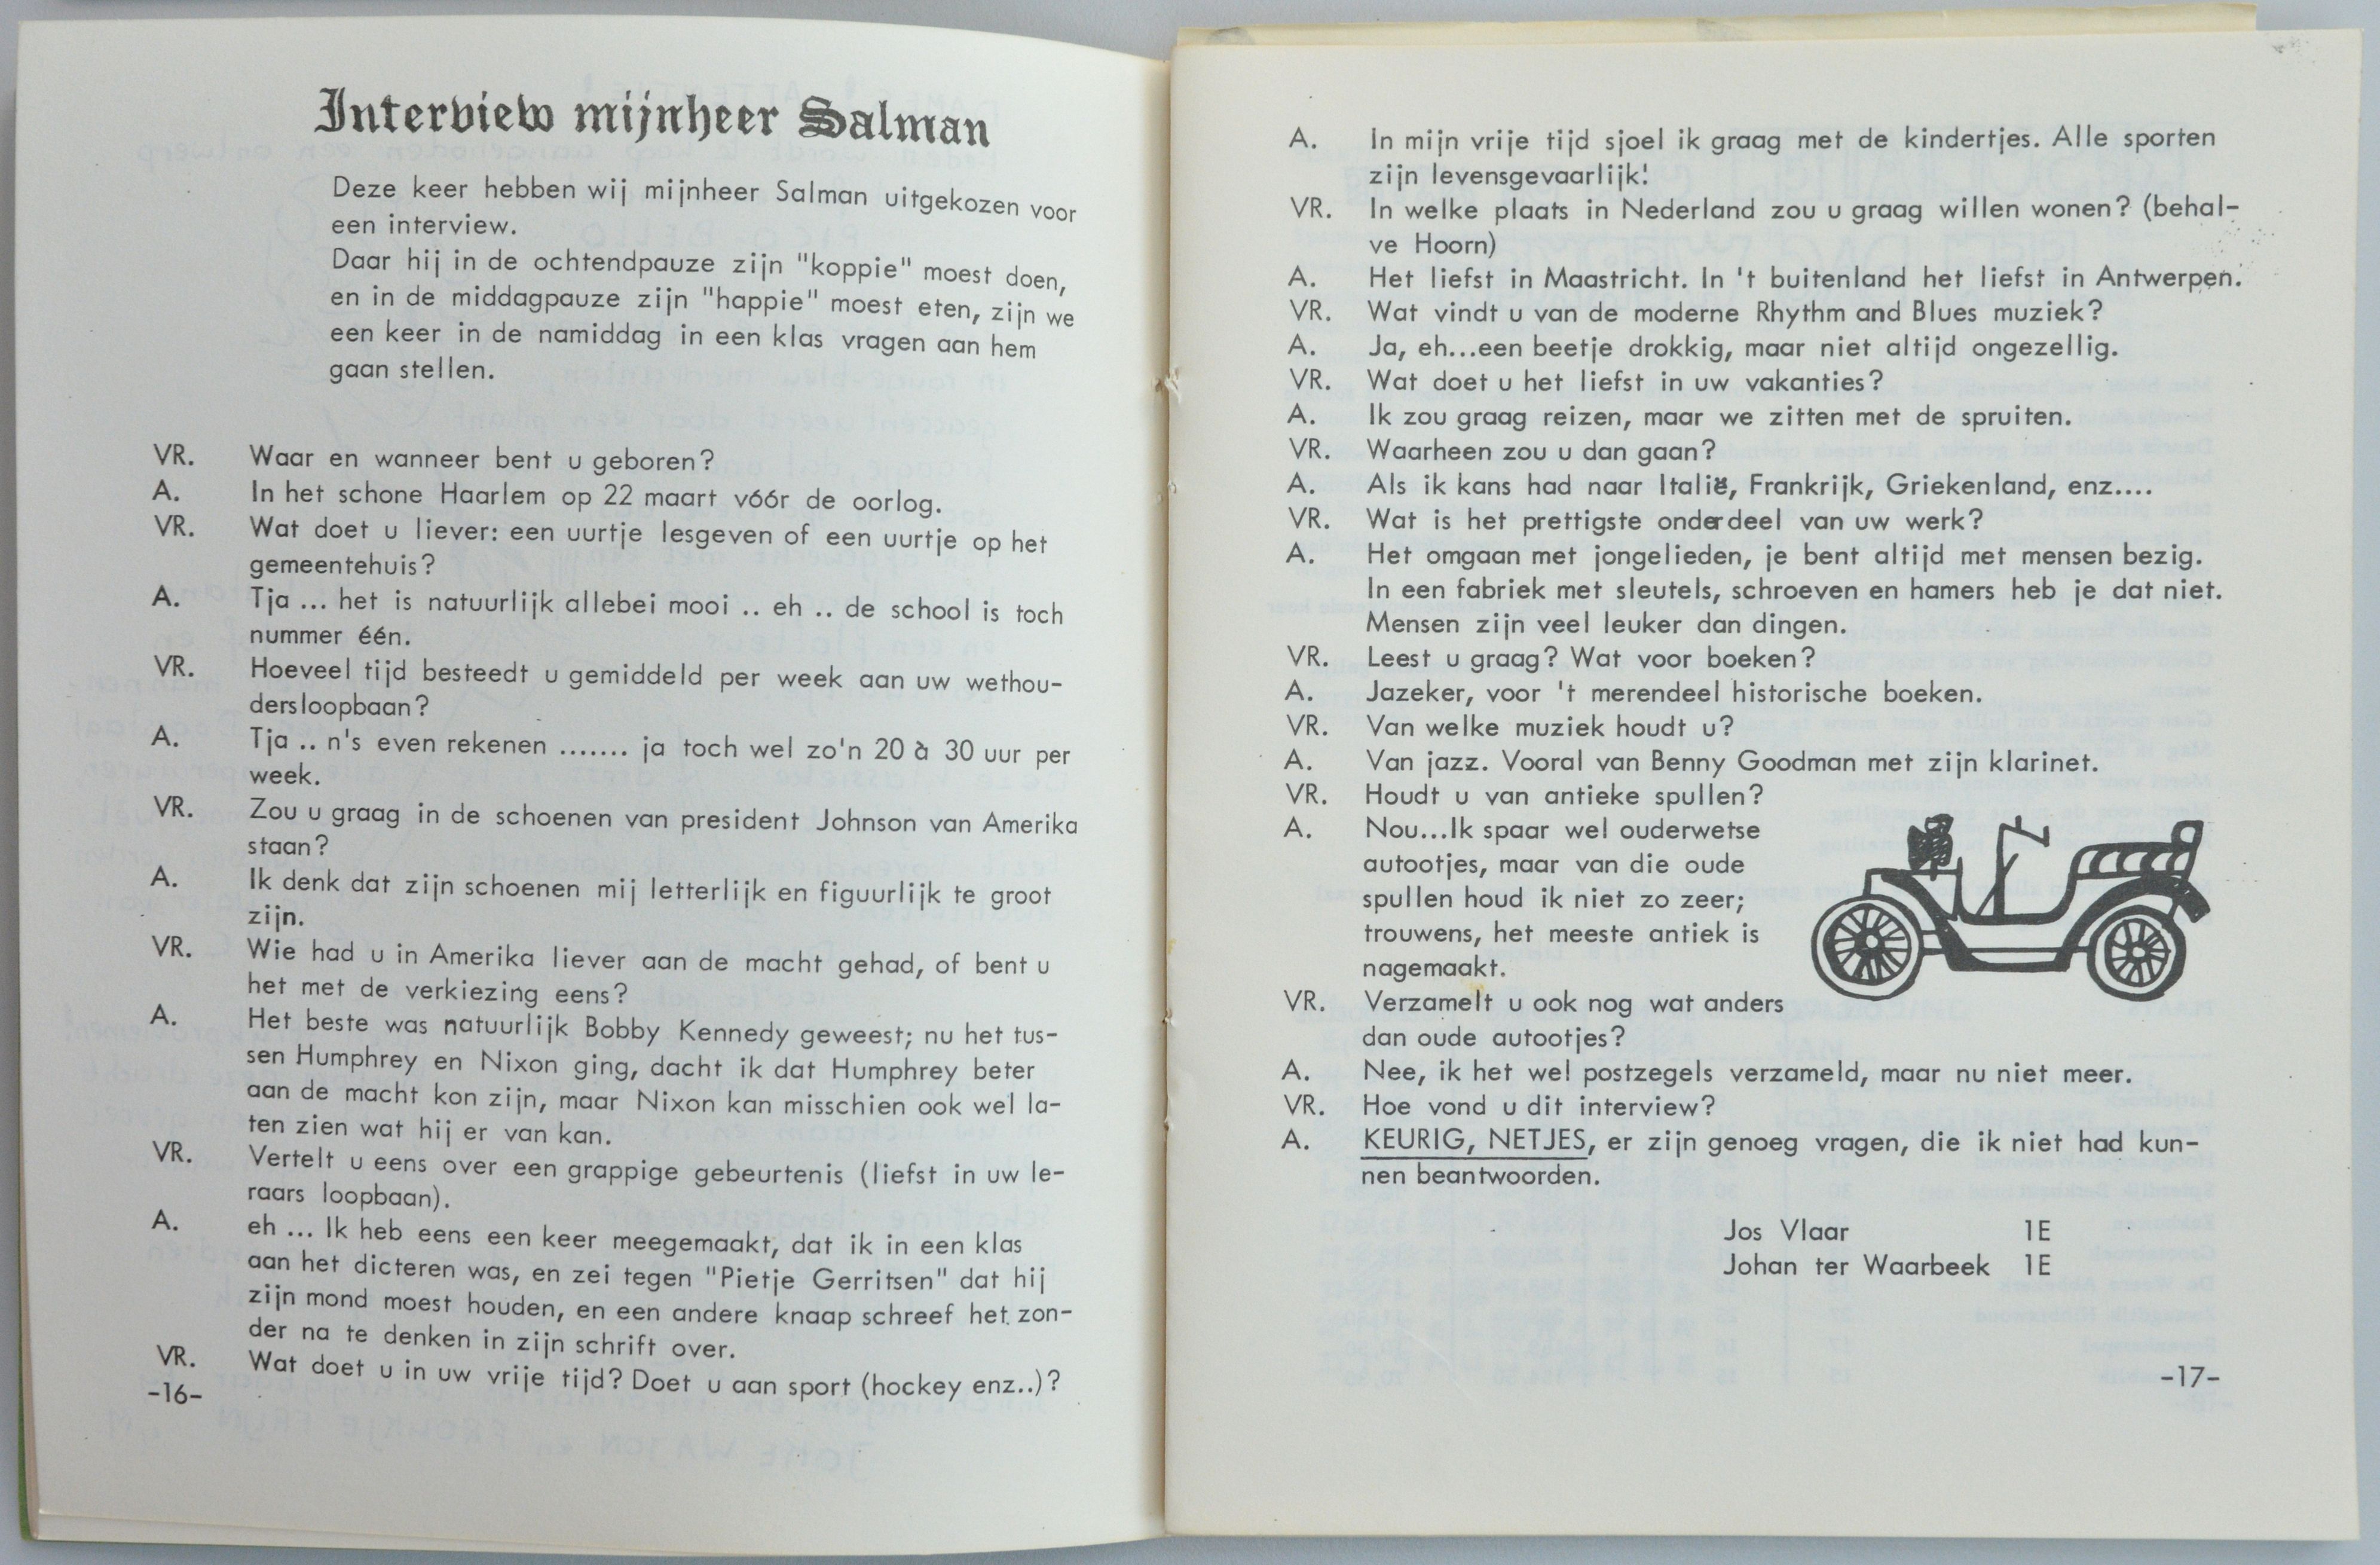 Interview mijnheer Salman
Deze keer hebben wij mijnheer Salman uitgekozen voor
een interview.
Daar hij in de ochtendpauze zijn "koppie" moest doen,
en in de middagpauze zijn "happie" moest eten, zijn we
een keer in de namiddag in een klas vragen aan hem
gaan stellen.
VR. Waar en wanneer bent u geboren?
A. In het schone Haarlem op 22 maart vóór de oorlog.
VR. Wat doet u liever: een uurtje lesgeven of een uurtje op het
gemeentehuis?
A. Tja ... het is natuurlijk allebei mooi .. eh .. de school is toch
nummer één.
VR. Hoeveel tijd besteedt u gemiddeld per week aan uw wethou-
dersloopbaan?
A. Tja .. n's even rekenen ....... ja toch wel zo'n 20 à 30 uur per
week.
VR. Zou u graag in de schoenen van president Johnson van Amerika
staan?
A. Ik denk dat zijn schoenen mij letterlijk en figuurlijk te groot
zijn.
VR. Wie had u in Amerika liever aan de macht gehad, of bent u
het met de verkiezing eens?
A. Het beste was natuurlijk Bobby Kennedy geweest; nu het tus-
sen Humphrey en Nixon ging, dacht ik dat Humphrey beter
aan de macht kon zijn, maar Nixon kan misschien ook wel la-
ten zien wat hij er van kan.
VR. Vertelt u eens over een grappige gebeurtenis (liefst in uw le-
raars loopbaan).
A. eh ... Ik heb eens een keer meegemaakt, dat ik in een klas
aan het dicteren was, en zei tegen "Pietje Gerritsen" dat hij
zijn mond moest houden, en een andere knaap schreef het zon-
der na te denken in zijn schrift over.
VR. Wat doet u in uw vrije tijd? Doet u aan sport (hockey enz..)?
-16-
A. In mijn vrije tijd sjoel ik graag met de kindertjes. Alle sporten
zijn levensgevaarlijk!
VR. In welke plaats in Nederland zou u graag willen wonen? (behal-
ve Hoorn)
A. Het liefst in Maastricht. In 't buitenland het liefst in Antwerpen.
VR. Wat vindt u van de moderne Rhythm and Blues muziek?
A. Ja, eh...een beetje drokkig, maar niet altijd ongezellig.
VR. Wat doet u het liefst in uw vakanties?
A. Ik zou graag reizen, maar we zitten met de spruiten.
VR. Waarheen zou u dan gaan?
A. Als ik kans had naar Italië, Frankrijk, Griekenland, enz....
VR. Wat is het prettigste onderdeel van uw werk?
A. Het omgaan met jongelieden, je bent altijd met mensen bezig.
In een fabriek met sleutels, schroeven en hamers heb je dat niet.
Mensen zijn veel leuker dan dingen.
VR. Leest u graag? Wat voor boeken?
A. Jazeker, voor 't merendeel historische boeken.
VR. Van welke muziek houdt u?
A. Van jazz. Vooral van Benny Goodman met zijn klarinet.
VR. Houdt u van antieke spullen?
A. Nou...Ik spaar wel ouderwetse
autootjes, maar van die oude
spullen houd ik niet zo zeer;
trouwens, het meeste antiek is
nagemaakt.
VR. Verzamelt u ook nog wat anders
dan oude autootjes?
A. Nee, ik het wel postzegels verzameld, maar nu niet meer.
VR. Hoe vond u dit interview?
A. KEURIG, NETJES, er zijn genoeg vragen, die ik niet had kun-
nen beantwoorden.
Jos Vlaar 1E
Johan ter Waarbeek 1E
-17-